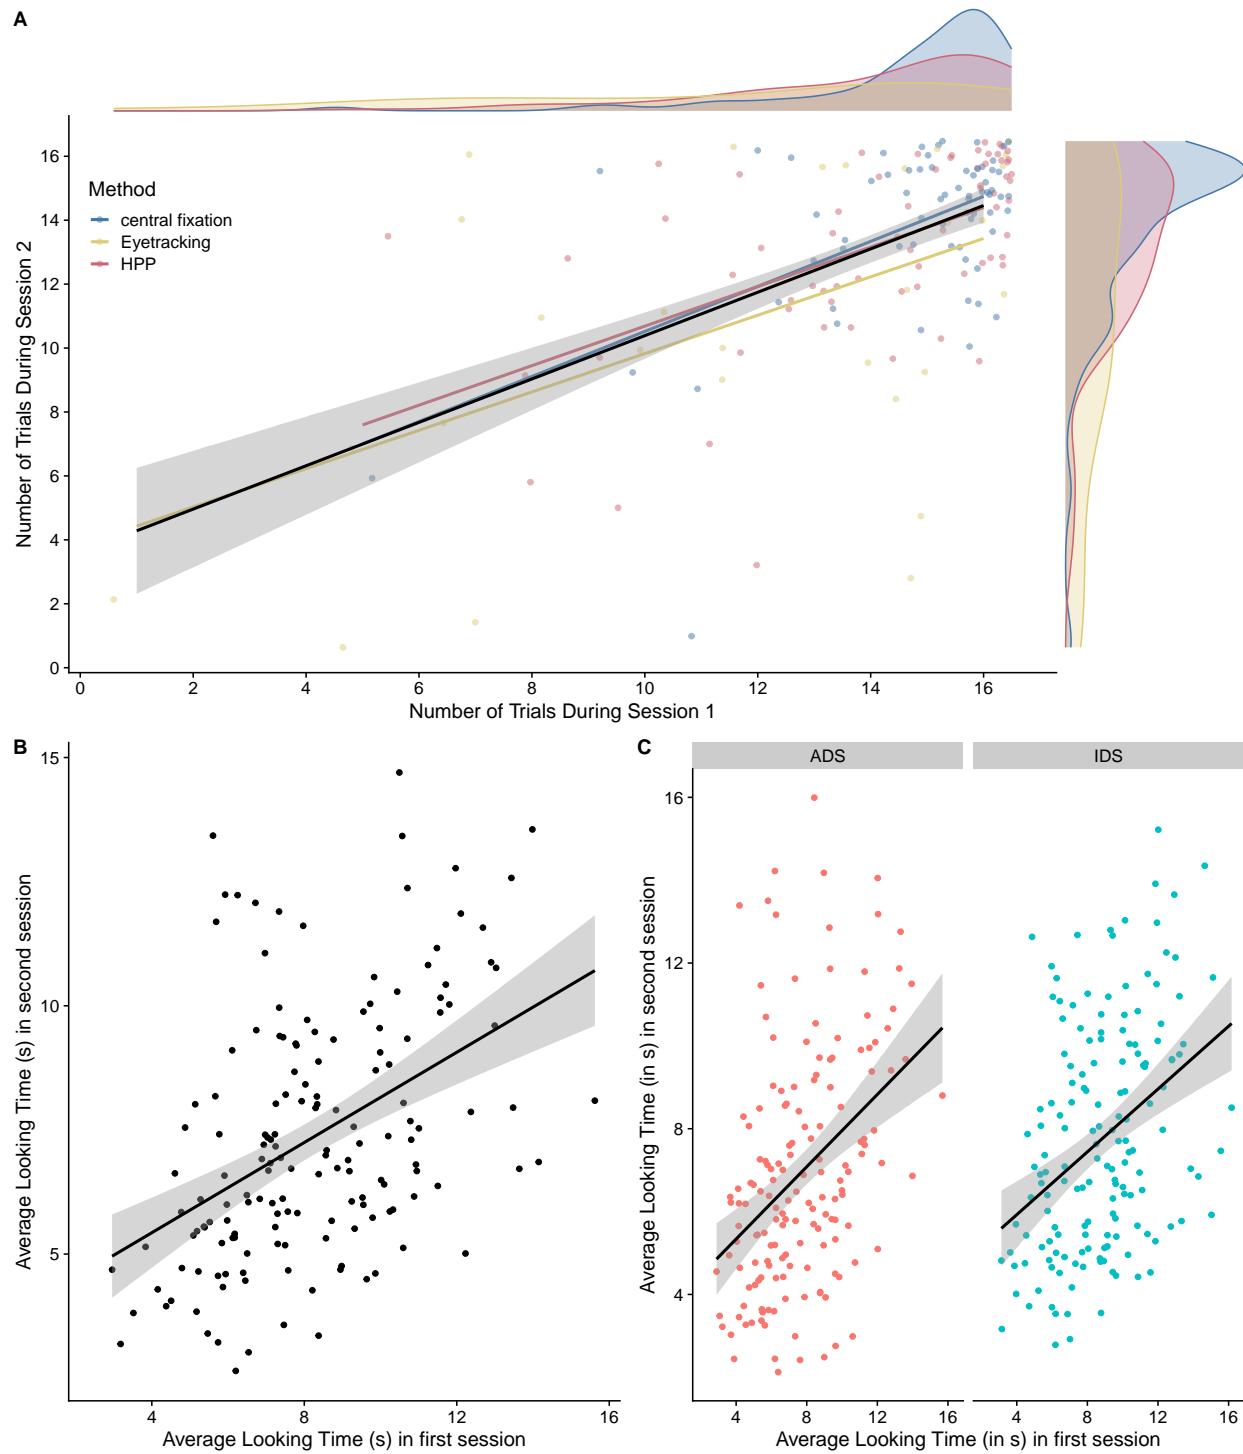 A
Number of Trials During Session 2
16
14
12
10
8
6
4
2
0
Method
central fixation
Eyetracking
HPP
0 2 4 6 8 10 12 14 16
Number of Trials During Session 1
B
Average Looking Time (s) in second session
15
10
5
4 8 12 16
Average Looking Time (s) in first session
C
ADS IDS
Average Looking Time (in s) in second session
16
12
8
4
4 8 12 16 4 8 12 16
Average Looking Time (in s) in first session